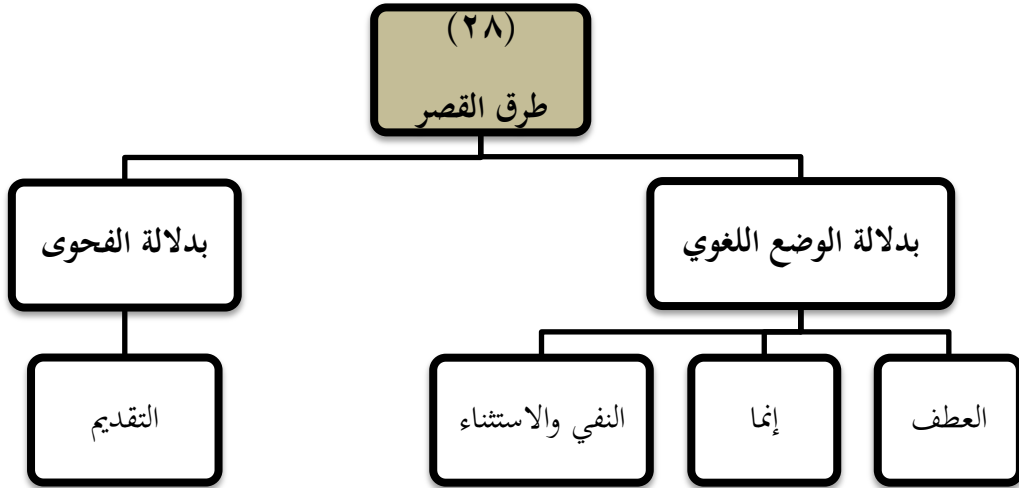 (٢٨)
طرق القصر
بدلالة الوضع اللغوي
بدلالة الفحوى
العطف
إنما
النفي والاستثناء
التقديم